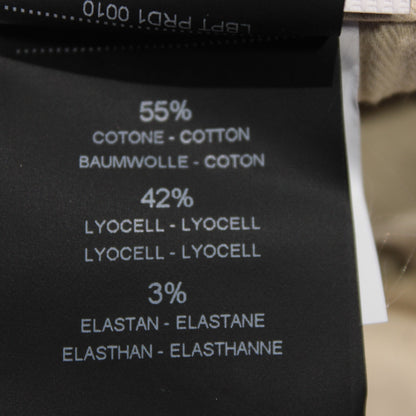 LBPT PRD1 0010
55%
COTONE - COTTON
BAUMWOLLE - COTON
42%
LYOCELL - LYOCELL
LYOCELL - LYOCELL
3%
ELASTAN - ELASTANE
ELASTHAN - ELASTHANNE